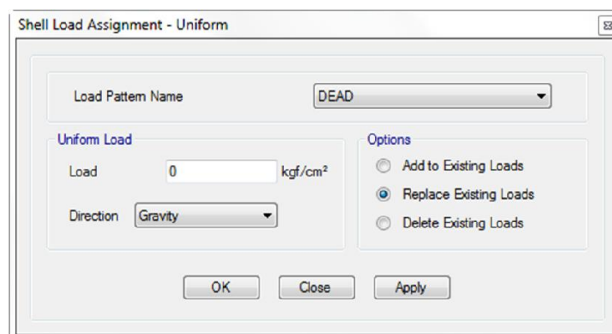 Shell Load Assignment - Uniform
Load Pattern Name DEAD
Uniform Load
Load 0 kgf/cm²
Direction Gravity
Options
Add to Existing Loads
Replace Existing Loads
Delete Existing Loads
OK Close Apply